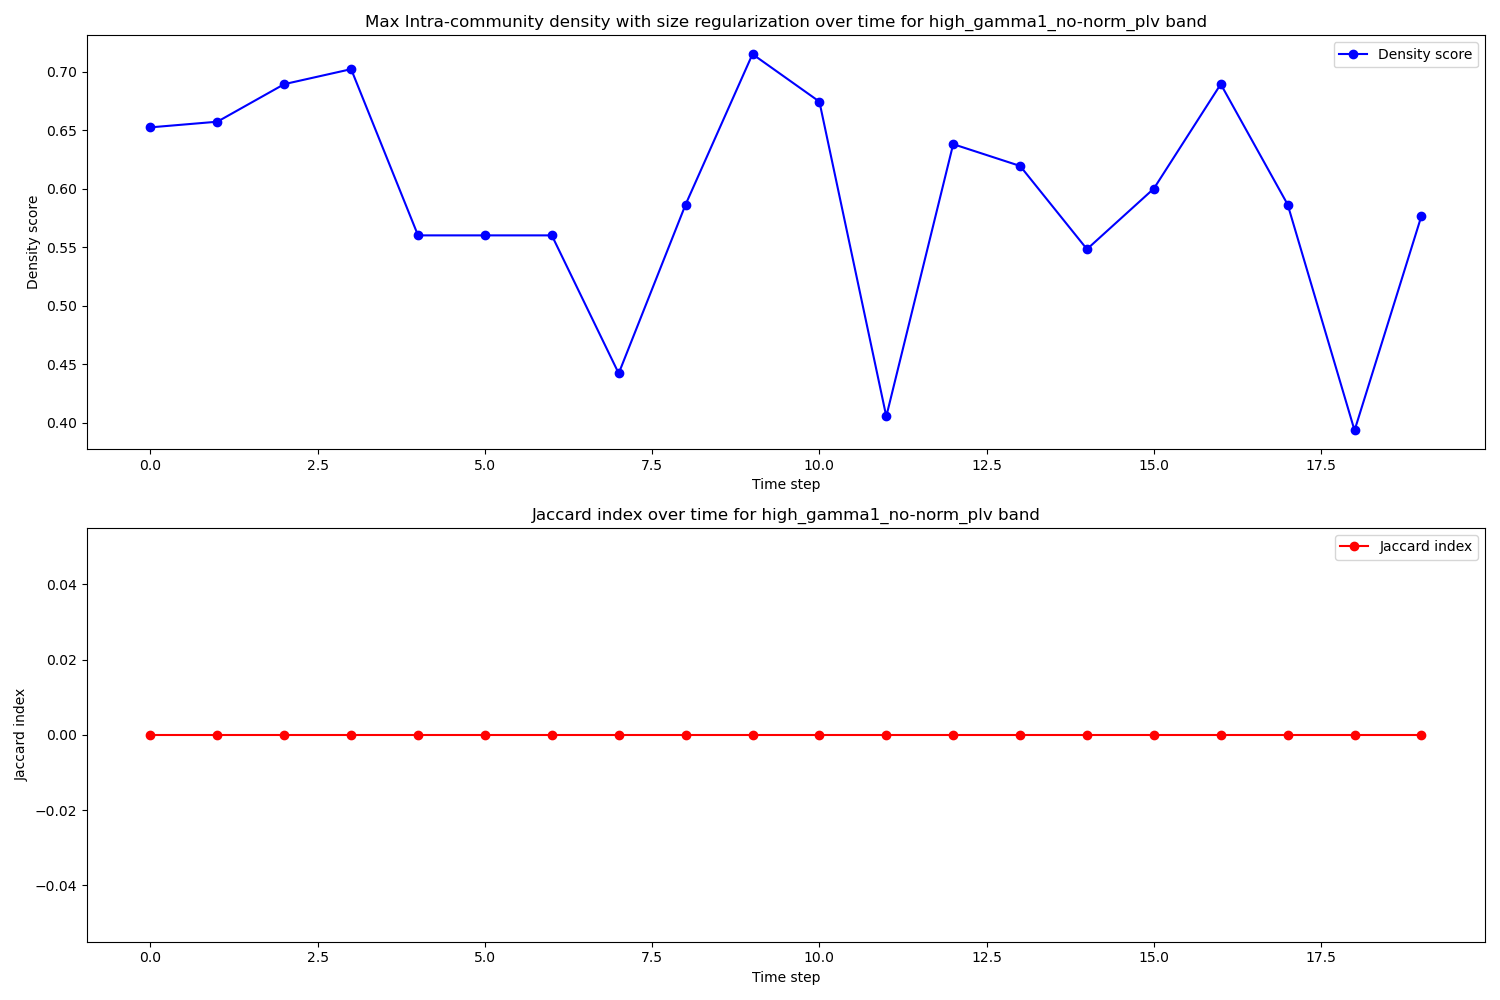 Max Intra-community density with size regularization over time for high_gamma1_no-norm_plv band
Density score
0.70
0.65
0.60
0.55
0.50
0.45
0.40
Density score
0.0 2.5 5.0 7.5 10.0 12.5 15.0 17.5
Time step
Jaccard index over time for high_gamma1_no-norm_plv band
Jaccard index
0.04
0.02
0.00
−0.02
−0.04
Jaccard index
0.0 2.5 5.0 7.5 10.0 12.5 15.0 17.5
Time step